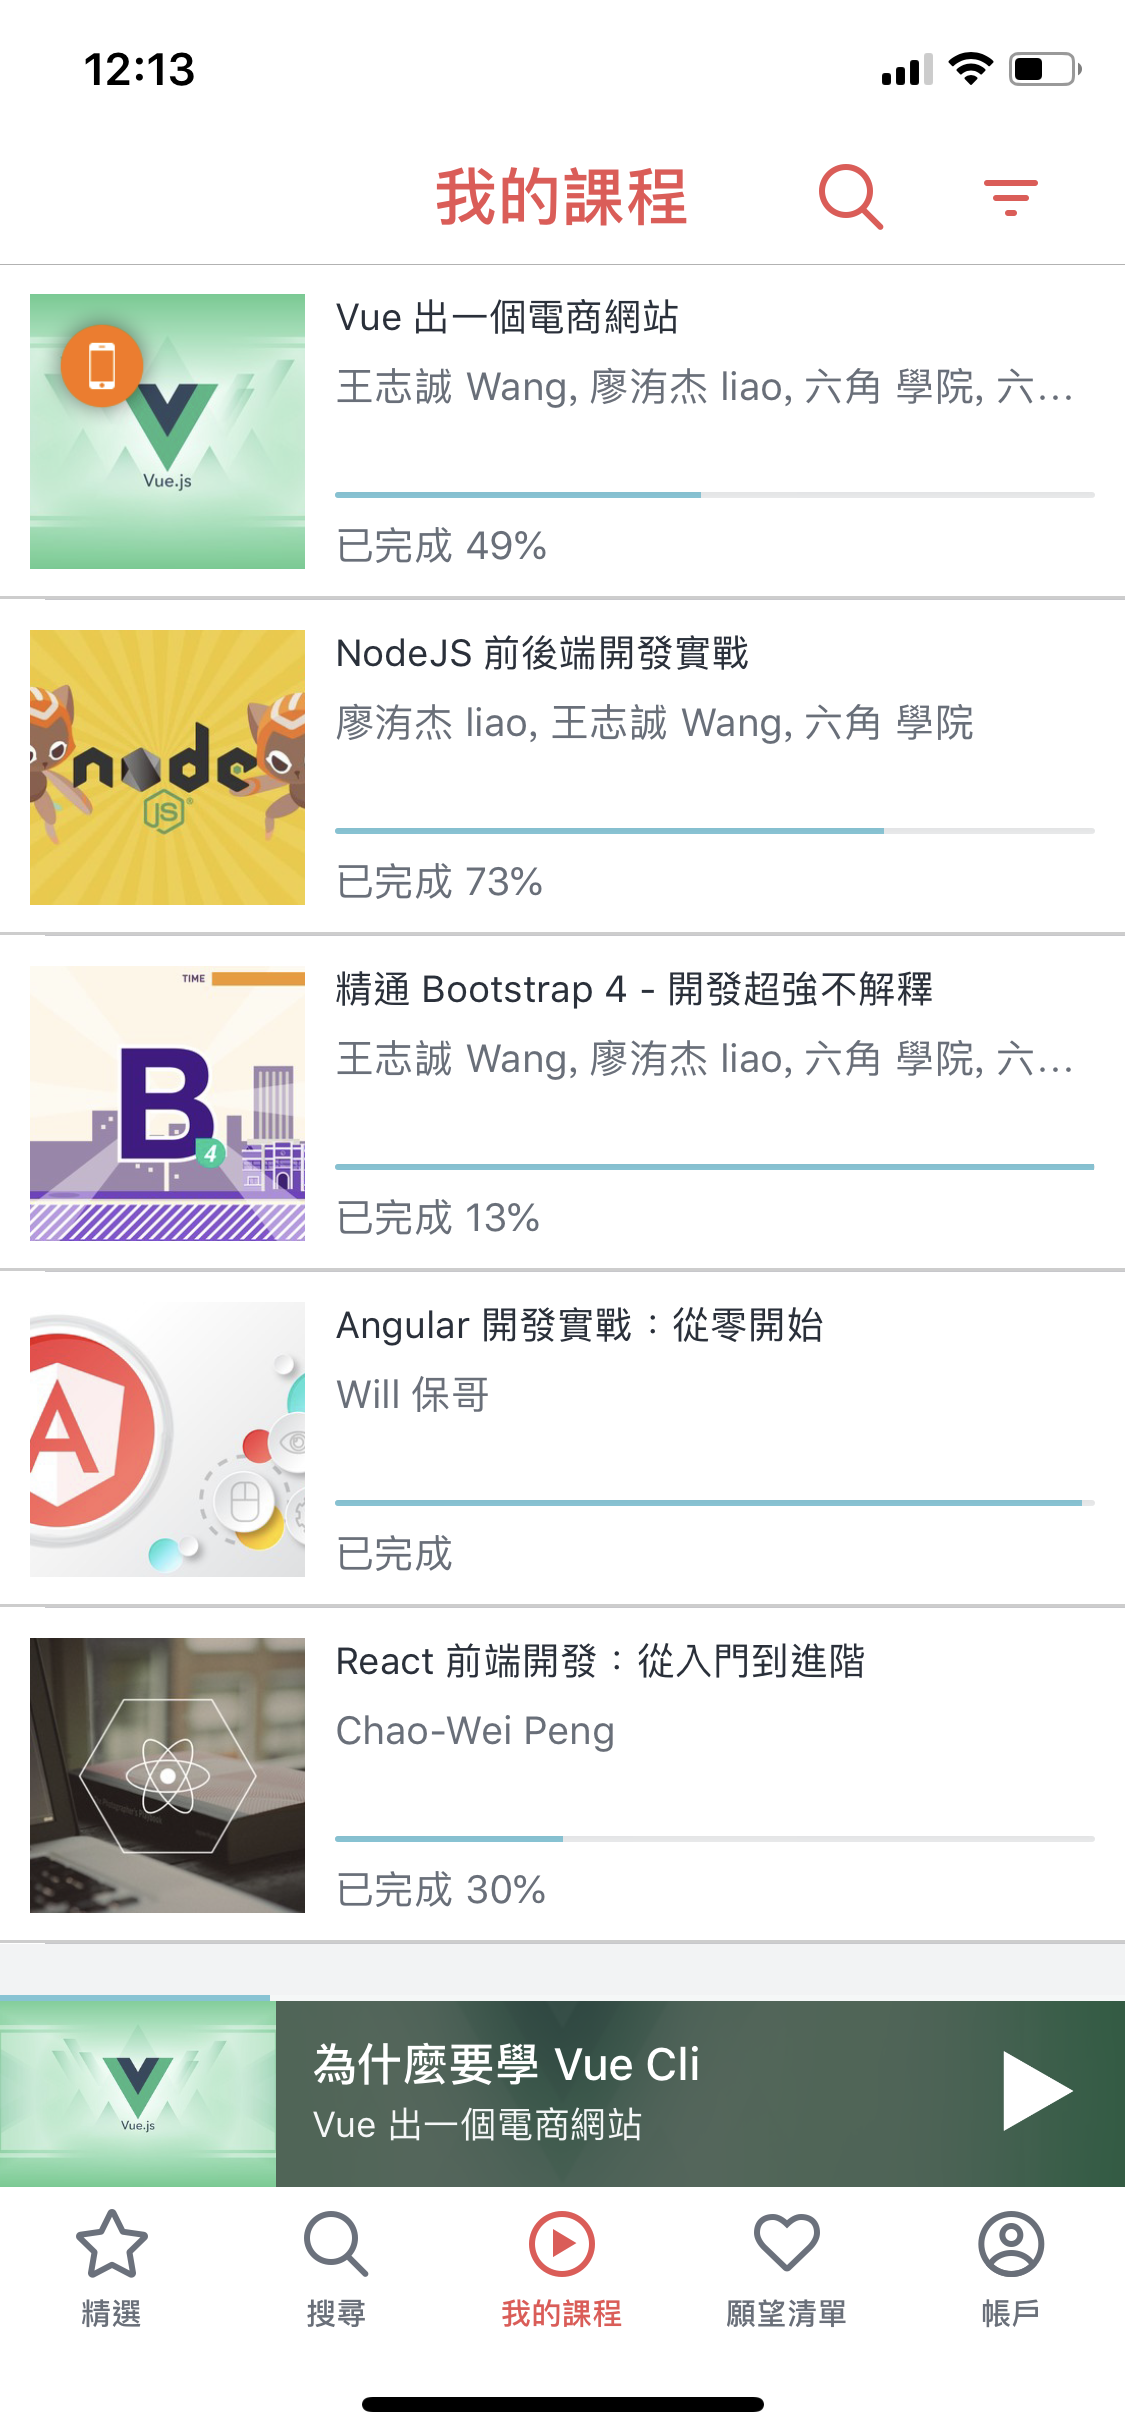 12:13
我的課程
Vue 出一個電商網站
王志誠 Wang, 廖洧杰 liao, 六角 學院, 六...
Vue.js
已完成 49%
NodeJS 前後端開發實戰
廖洧杰 liao, 王志誠 Wang, 六角 學院
node
JS
已完成 73%
精通 Bootstrap 4 - 開發超強不解釋
TIME
王志誠 Wang, 廖洧杰 liao, 六角 學院, 六...
B
4
已完成 13%
Angular 開發實戰：從零開始
Will 保哥
A
已完成
React 前端開發：從入門到進階
Chao-Wei Peng
已完成 30%
為什麼要學 Vue Cli
Vue 出一個電商網站
Vue.js
精選
搜尋
我的課程
願望清單
帳戶